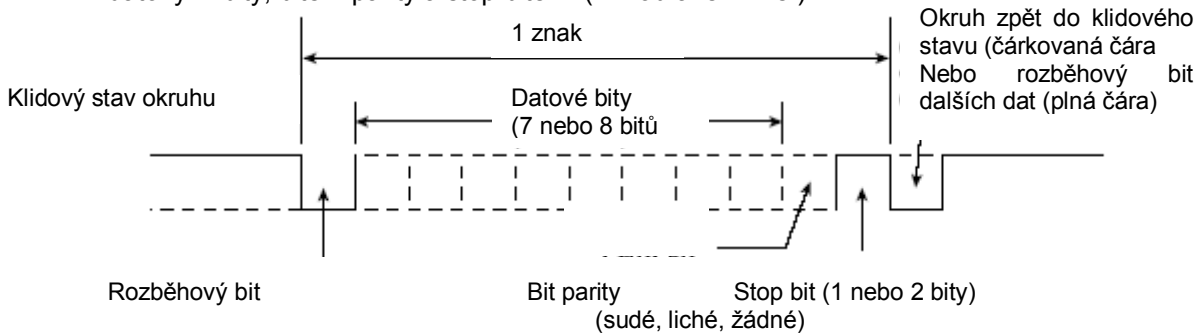 1 znak
Okruh zpět do klidového
stavu (čárkovaná čára
Nebo rozběhový bit
dalších dat (plná čára)
Klidový stav okruhu
Datové bity
(7 nebo 8 bitů
Rozběhový bit
Bit parity
(sudé, liché, žádné)
Stop bit (1 nebo 2 bity)